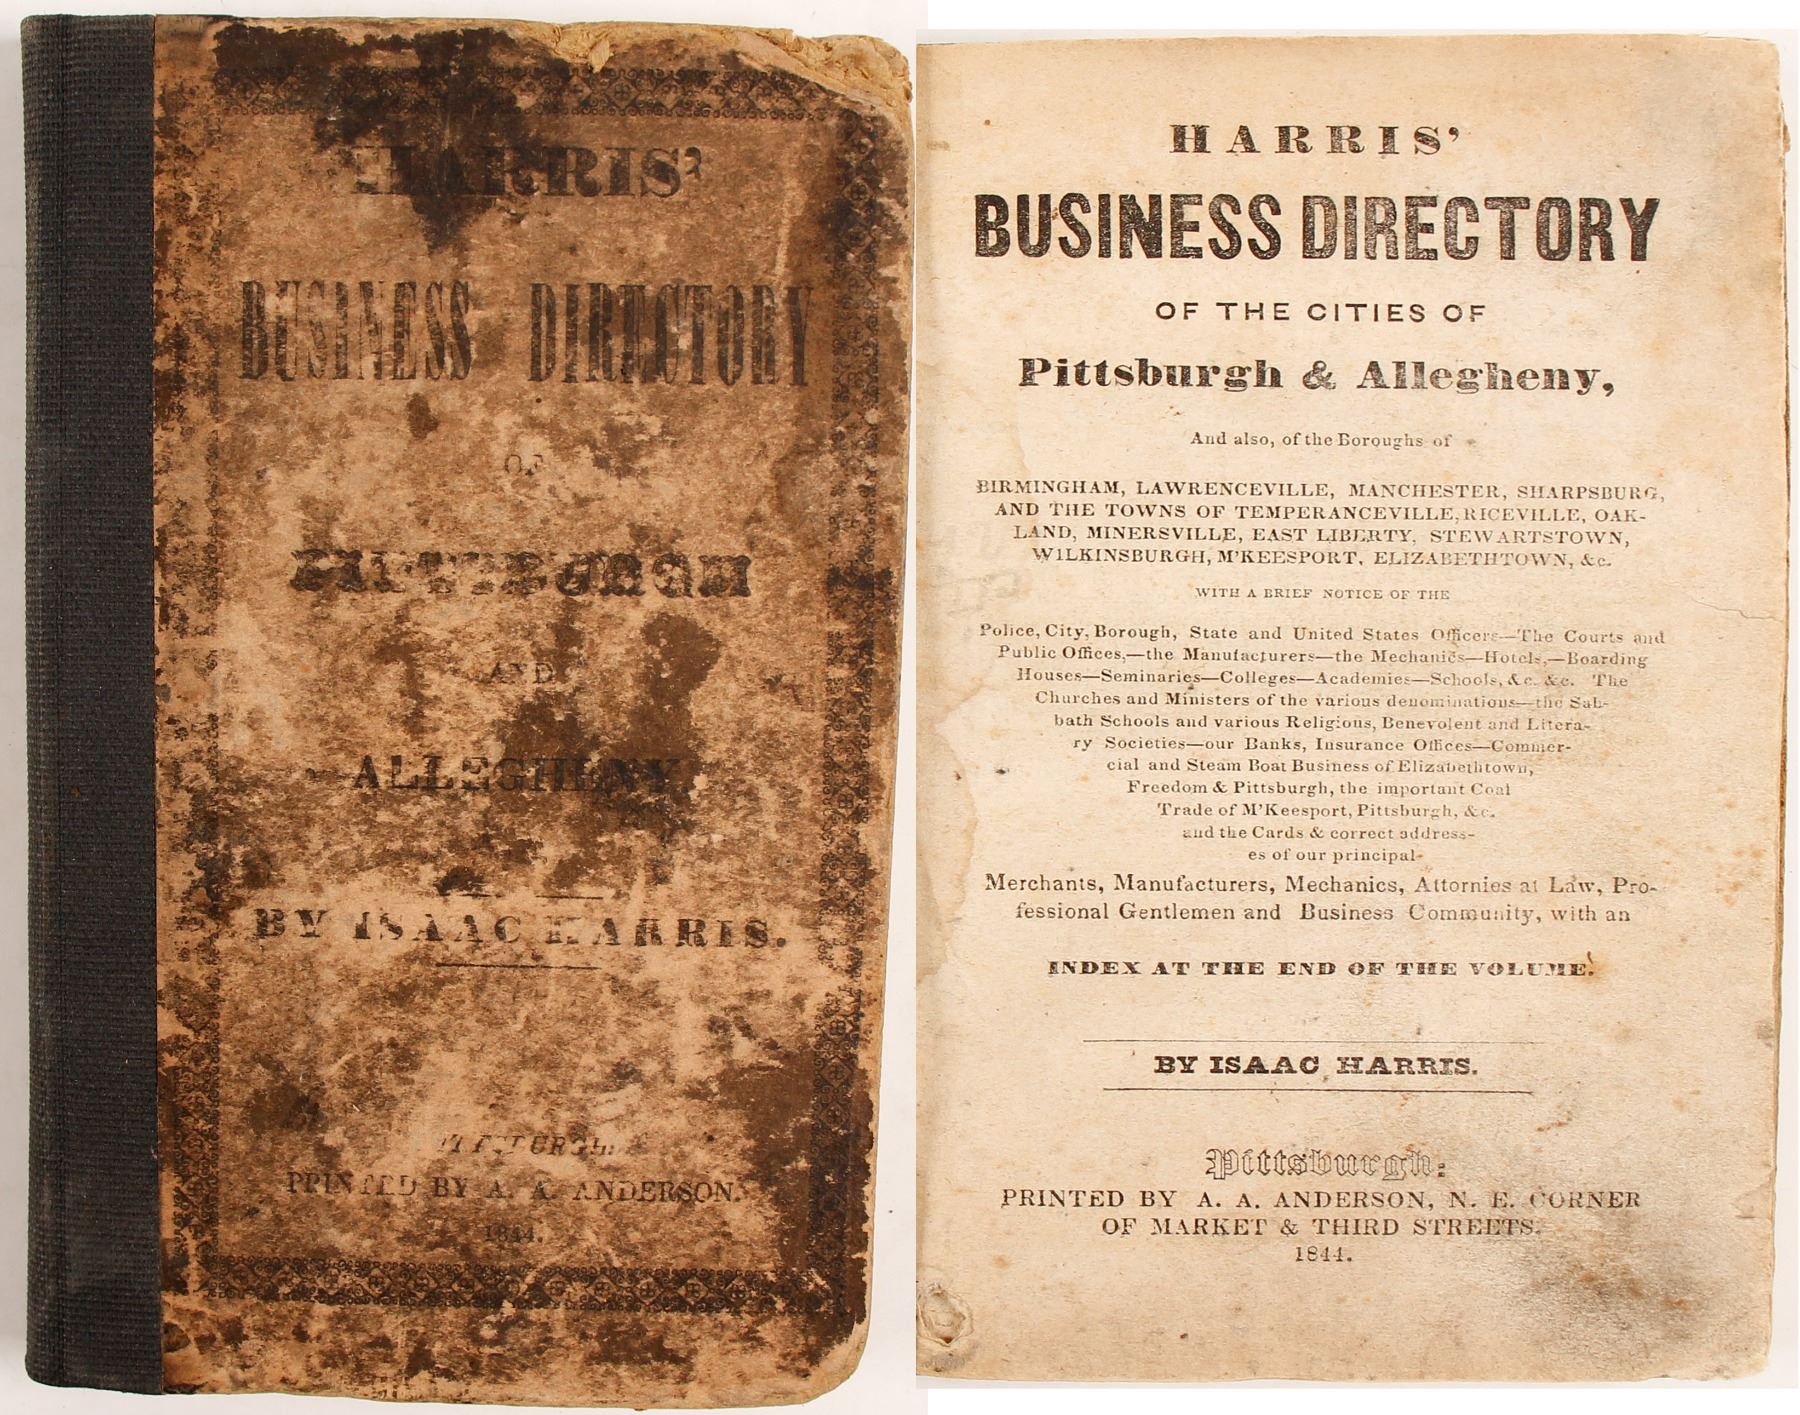 HARRIS'
BUSINESS DIRECTORY
OF
PITTSBURGH
AND
ALLEGHENY
BY ISAAC HARRIS.
PITTSBURGH:
PRINTED BY A. A. ANDERSON.
1844.
HARRIS'
BUSINESS DIRECTORY
OF THE CITIES OF
Pittsburgh & Allegheny,
And also, of the Boroughs of
BIRMINGHAM, LAWRENCEVILLE, MANCHESTER, SHARPSBURG,
AND THE TOWNS OF TEMPERANCEVILLE, RICEVILLE, OAK-
LAND, MINERSVILLE, EAST LIBERTY, STEWARTSTOWN,
WILKINSBURGH, M'KEESPORT, ELIZABETHTOWN, &c.
WITH A BRIEF NOTICE OF THE
Police, City, Borough, State and United States Officers—The Courts and
Public Offices,—the Manufacturers—the Mechanics—Hotels,—Boarding
Houses—Seminaries—Colleges—Academies—Schools, &c. &c. The
Churches and Ministers of the various denominations—the Sab-
bath Schools and various Religious, Benevolent and Litera-
ry Societies—our Banks, Insurance Offices—Commer-
cial and Steam Boat Business of Elizabethtown,
Freedom & Pittsburgh, the important Coal
Trade of M'Keesport, Pittsburgh, &c.
and the Cards & correct address-
es of our principal
Merchants, Manufacturers, Mechanics, Attornies at Law, Pro-
fessional Gentlemen and Business Community, with an
INDEX AT THE END OF THE VOLUME.
BY ISAAC HARRIS.
Pittsburgh:
PRINTED BY A. A. ANDERSON, N. E. CORNER
OF MARKET & THIRD STREETS.
1844.